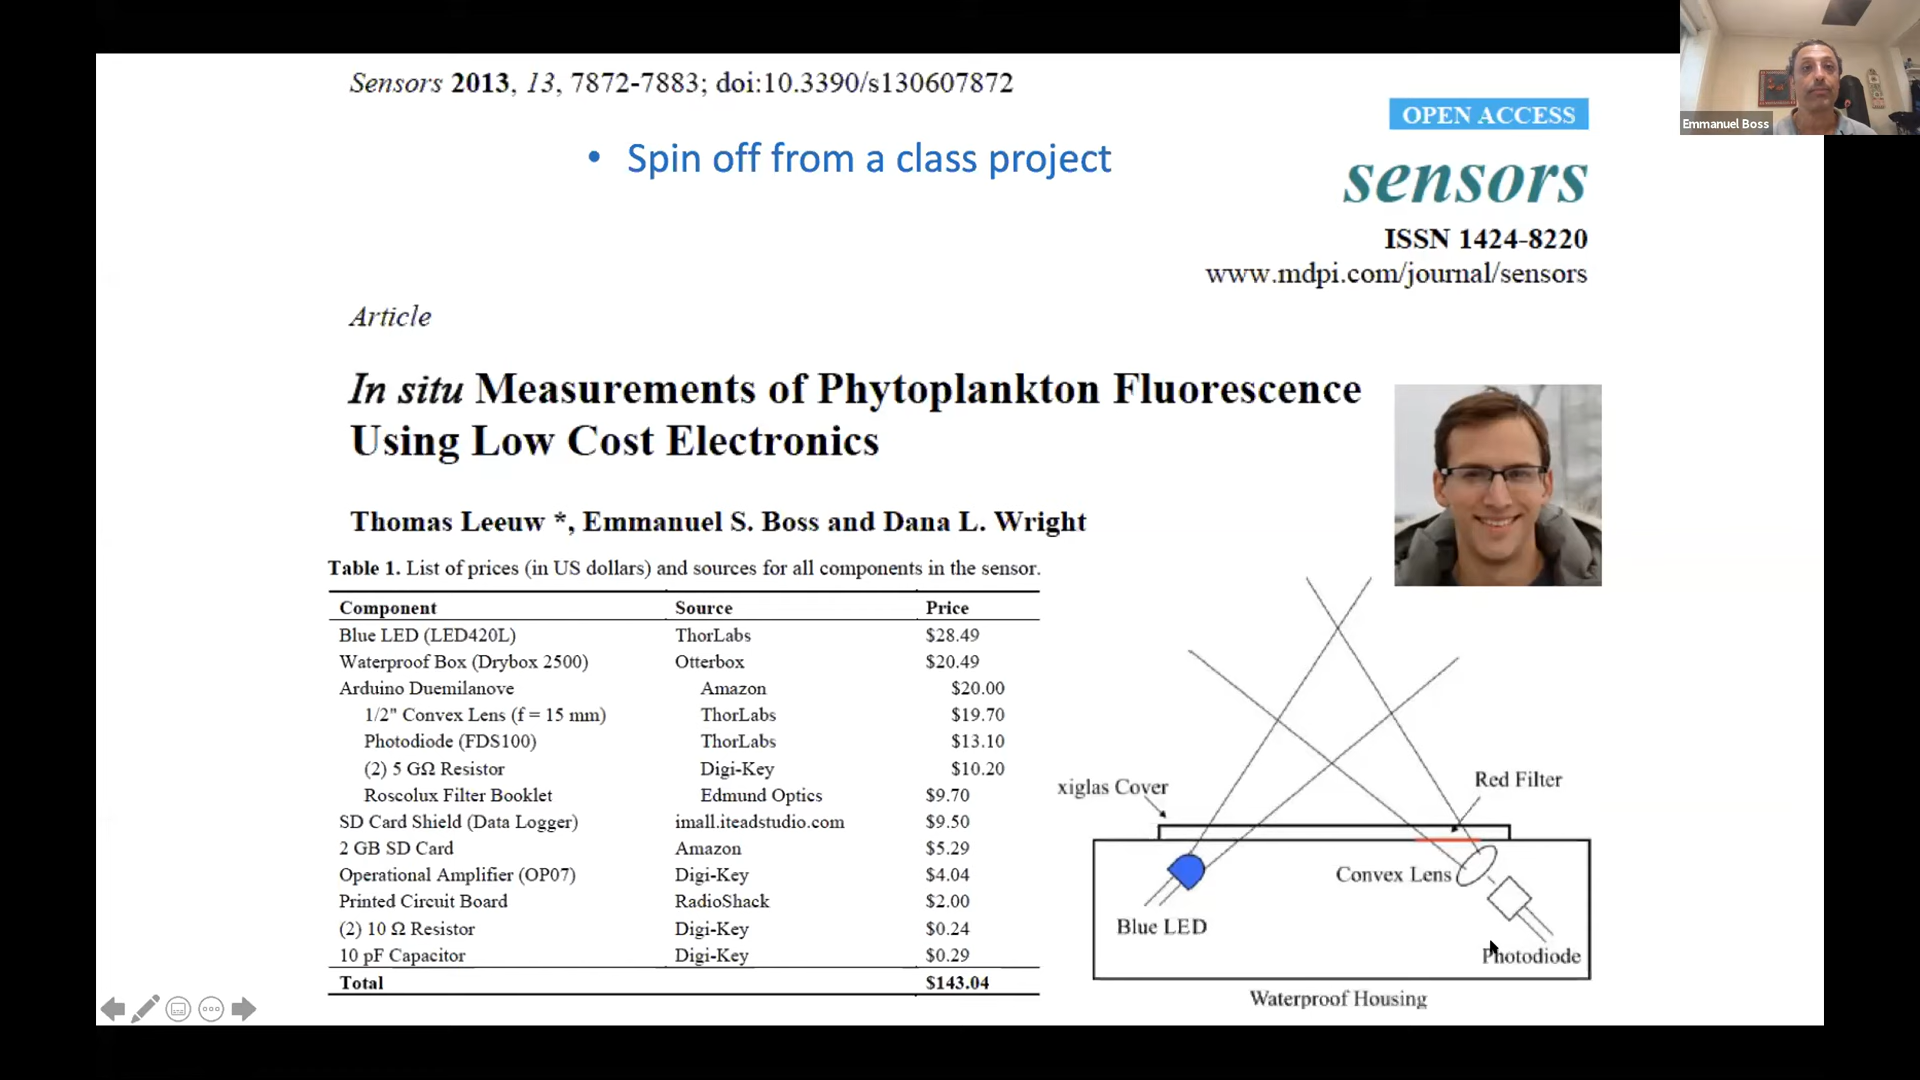 Emmanuel Boss
Sensors 2013, 13, 7872-7883; doi:10.3390/s130607872
OPEN ACCESS
• Spin off from a class project
sensors
ISSN 1424-8220
www.mdpi.com/journal/sensors
Article
In situ Measurements of Phytoplankton Fluorescence
Using Low Cost Electronics
Thomas Leeuw *, Emmanuel S. Boss and Dana L. Wright
Table 1. List of prices (in US dollars) and sources for all components in the sensor.
Component Source Price
Blue LED (LED420L) ThorLabs $28.49
Waterproof Box (Drybox 2500) Otterbox $20.49
Arduino Duemilanove Amazon $20.00
1/2" Convex Lens (f = 15 mm) ThorLabs $19.70
Photodiode (FDS100) ThorLabs $13.10
(2) 5 GΩ Resistor Digi-Key $10.20
Roscolux Filter Booklet Edmund Optics $9.70
SD Card Shield (Data Logger) imall.iteadstudio.com $9.50
2 GB SD Card Amazon $5.29
Operational Amplifier (OP07) Digi-Key $4.04
Printed Circuit Board RadioShack $2.00
(2) 10 Ω Resistor Digi-Key $0.24
10 pF Capacitor Digi-Key $0.29
Total $143.04
xiglas Cover
Red Filter
Convex Lens
Blue LED
Photodiode
Waterproof Housing